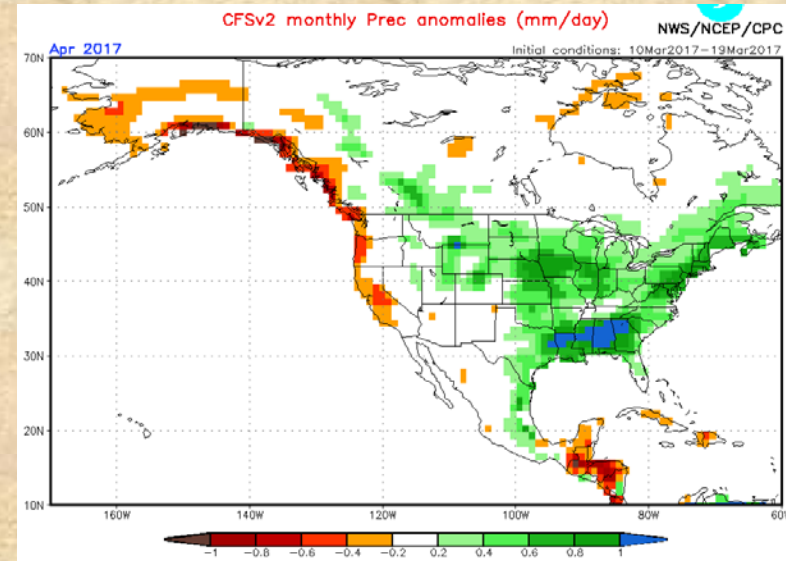 CFSv2 monthly Prec anomalies (mm/day)
NWS/NCEP/CPC
Apr 2017
Initial conditions: 10Mar2017-19Mar2017
70N
60N
50N
40N
30N
20N
10N
160W 140W 120W 100W 80W 60W
-1 -0.8 -0.6 -0.4 -0.2 0.2 0.4 0.6 0.8 1